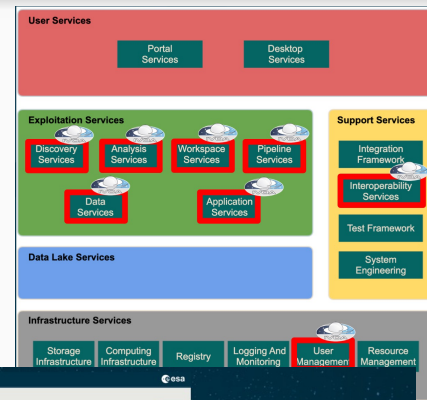 User Services
Portal
Services
Desktop
Services
Exploitation Services
Discovery
Services
Analysis
Services
Workspace
Services
Pipeline
Services
Data
Services
Application
Services
Support Services
Integration
Framework
Interoperability
Services
Test Framework
System
Engineering
Data Lake Services
Infrastructure Services
Storage
Infrastructure
Computing
Infrastructure
Registry
Logging And
Monitoring
User
Management
Resource
Management
esa